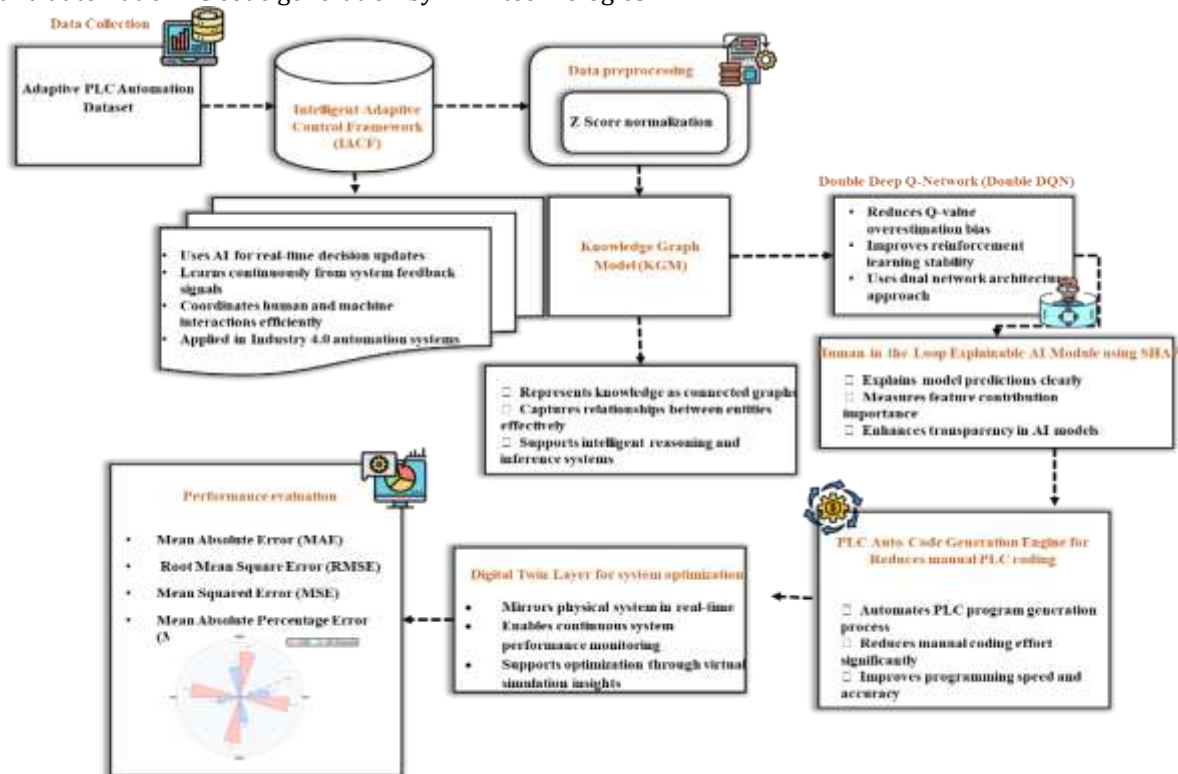 Data Collection
Adaptive PLC Automation
Dataset
Intelligent Adaptive
Control Framework
(IACF)
Data preprocessing
Z Score normalization
• Uses AI for real-time decision updates
• Learns continuously from system feedback
signals
• Coordinates human and machine
interactions efficiently
• Applied in Industry 4.0 automation systems
Knowledge Graph
Model (KGM)
Double Deep Q-Network (Double DQN)
• Reduces Q-value
overestimation bias
• Improves reinforcement
learning stability
• Uses dual network architecture
approach
□ Represents knowledge as connected graphs
□ Captures relationships between entities
effectively
□ Supports intelligent reasoning and
inference systems
in the Loop Explainable AI Module using
□ Explains model predictions clearly
□ Measures feature contribution
importance
□ Enhances transparency in AI models
PLC Auto-Code Generation Engine for
Reduces manual PLC coding
□ Automates PLC program generation
process
□ Reduces manual coding effort
significantly
□ Improves programming speed and
accuracy
Digital Twin Layer for system optimization
• Mirrors physical system in real-time
• Enables continuous system
performance monitoring
• Supports optimization through virtual
simulation insights
Performance evaluation
• Mean Absolute Error (MAE)
• Root Mean Square Error (RMSE)
• Mean Squared Error (MSE)
• Mean Absolute Percentage Error